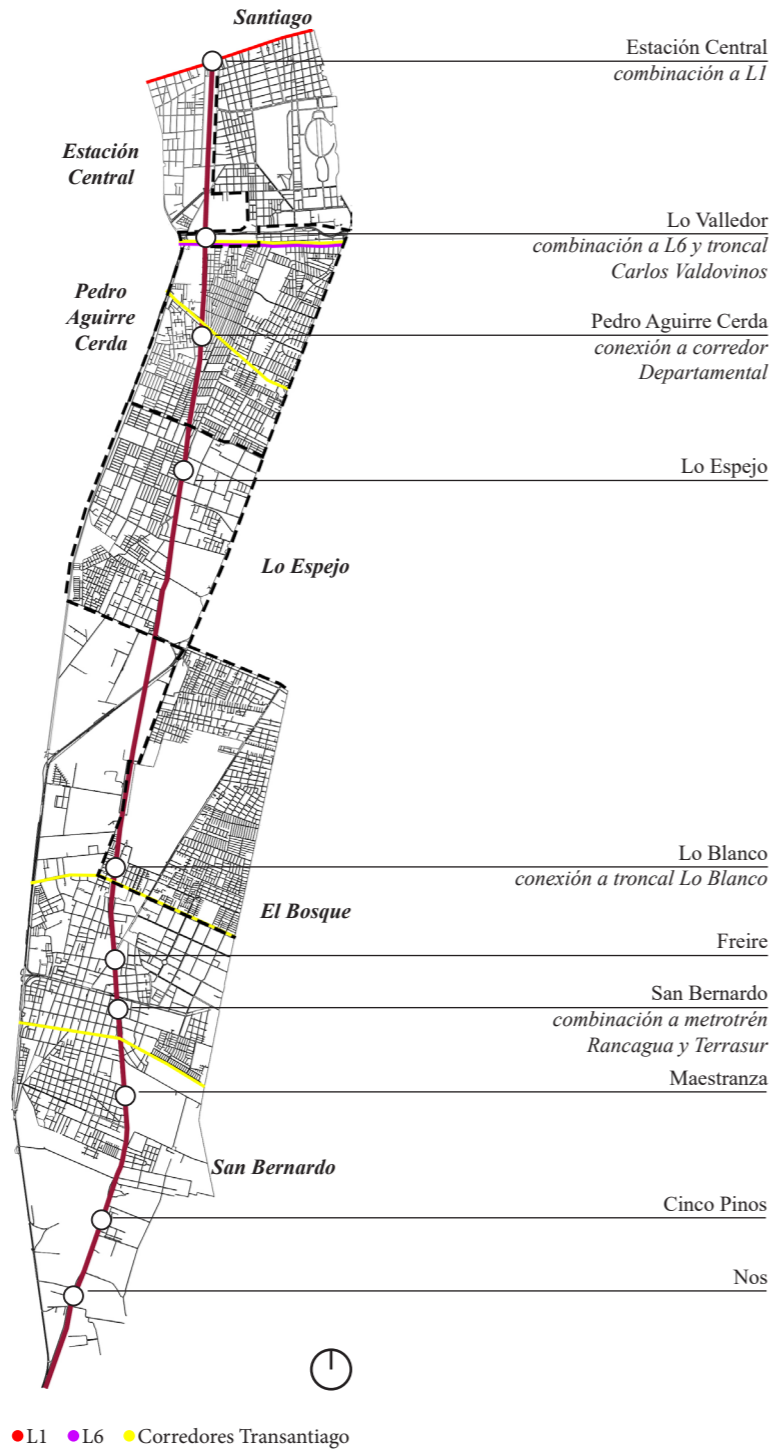 Santiago
Estación Central
combinación a L1
Estación
Central
Lo Valledor
combinación a L6 y troncal
Carlos Valdovinos
Pedro
Aguirre
Cerda
Pedro Aguirre Cerda
conexión a corredor
Departamental
Lo Espejo
Lo Espejo
Lo Blanco
conexión a troncal Lo Blanco
El Bosque
Freire
San Bernardo
combinación a metrotrén
Rancagua y Terrasur
Maestranza
San Bernardo
Cinco Pinos
Nos
L1 L6 Corredores Transantiago